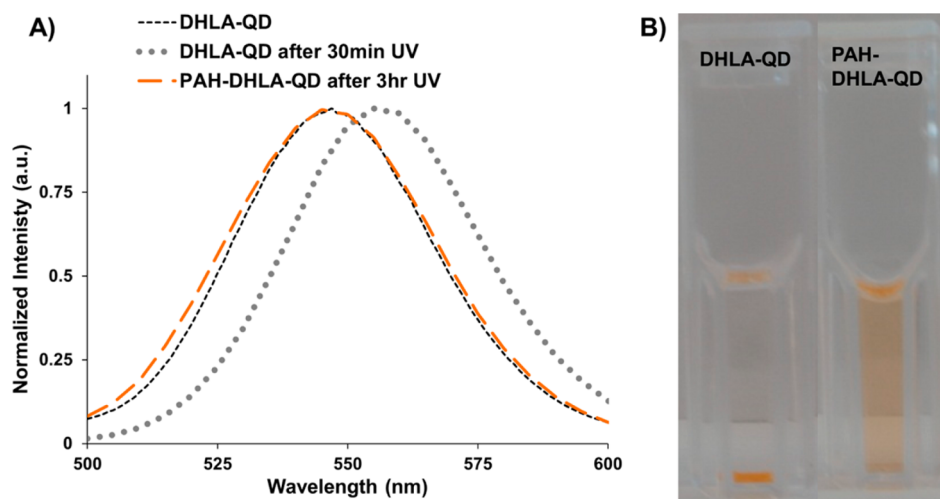 A)
DHLA-QD
DHLA-QD after 30min UV
PAH-DHLA-QD after 3hr UV
Normalized Intenisty (a.u.)
1
0.75
0.5
0.25
0
500
525
550
575
600
Wavelength (nm)
B)
DHLA-QD
PAH-
DHLA-QD